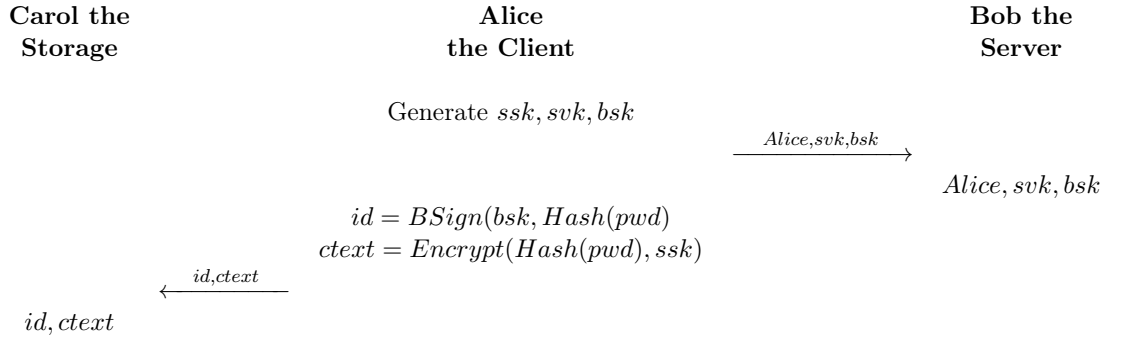 Carol the
Storage
Alice
the Client
Bob the
Server
Generate ssk, svk, bsk
Alice,svk,bsk
Alice, svk, bsk
id = BSign(bsk, Hash(pwd)
ctext = Encrypt(Hash(pwd), ssk)
id,ctext
id, ctext